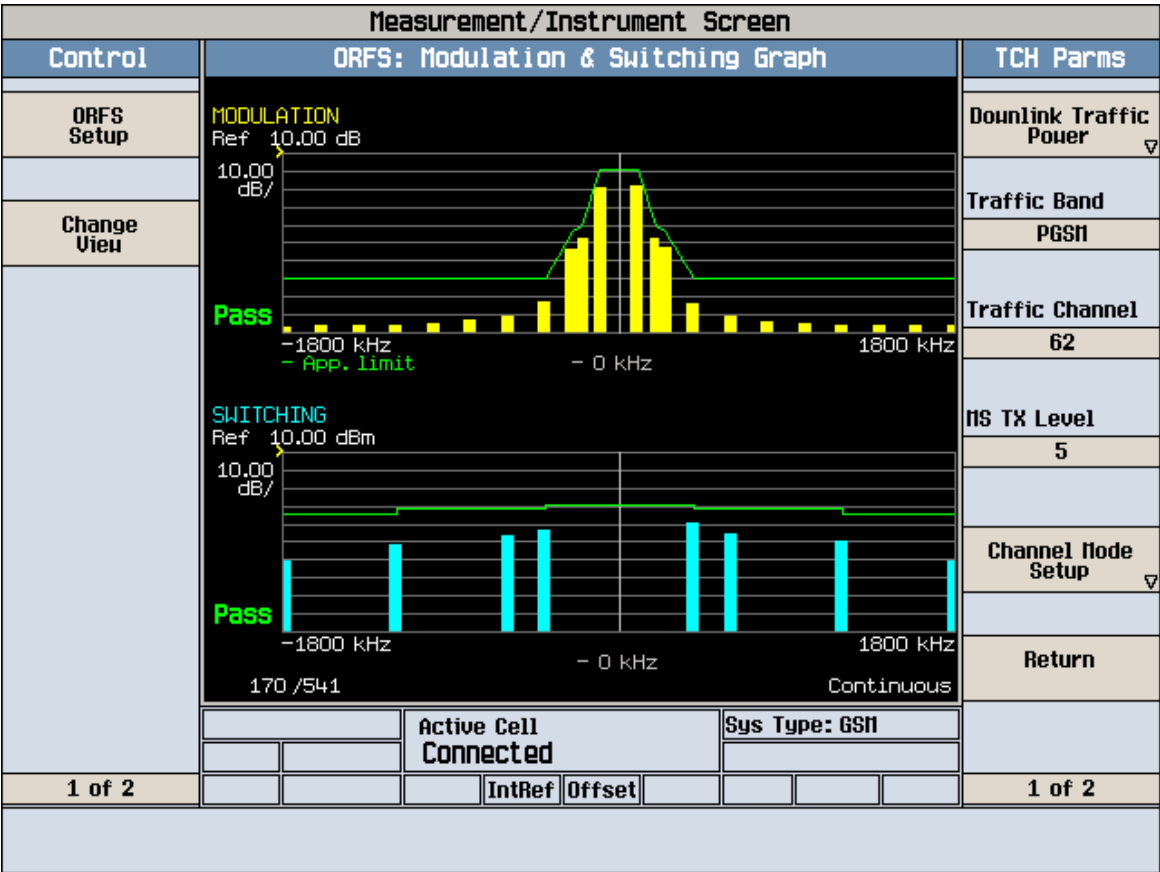 Measurement/Instrument Screen
Control
ORFS: Modulation & Switching Graph
TCH Parms
ORFS
Setup
Change
View
1 of 2
MODULATION
Ref 10.00 dB
10.00
dB/
Pass
-1800 kHz
1800 kHz
- App. limit
- 0 kHz
SWITCHING
Ref 10.00 dBm
10.00
dB/
Pass
-1800 kHz
1800 kHz
- 0 kHz
170 /541
Continuous
Active Cell
Connected
Sys Type: GSM
IntRef
Offset
Downlink Traffic
Power
Traffic Band
PGSM
Traffic Channel
62
MS TX Level
5
Channel Mode
Setup
Return
1 of 2